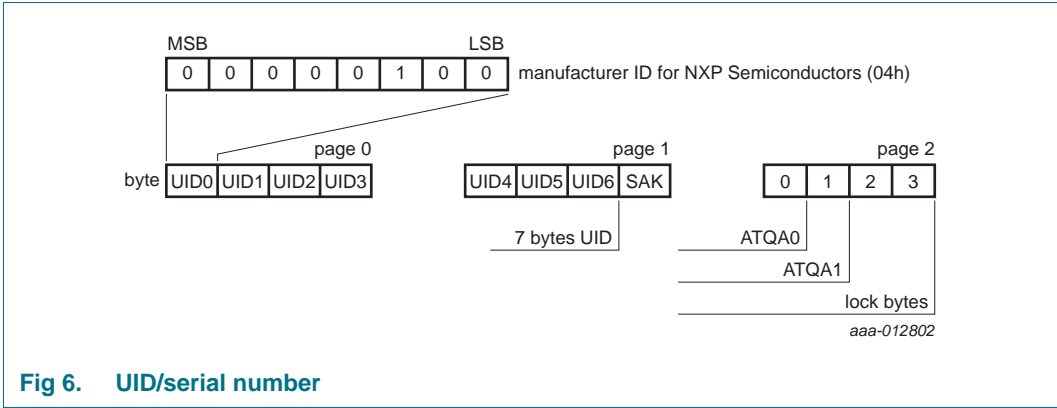 MSB LSB
0 0 0 0 0 1 0 0 manufacturer ID for NXP Semiconductors (04h)
page 0 page 1 page 2
byte UID0 UID1 UID2 UID3 UID4 UID5 UID6 SAK 0 1 2 3
7 bytes UID ATQA0
ATQA1
lock bytes
aaa-012802
Fig 6. UID/serial number